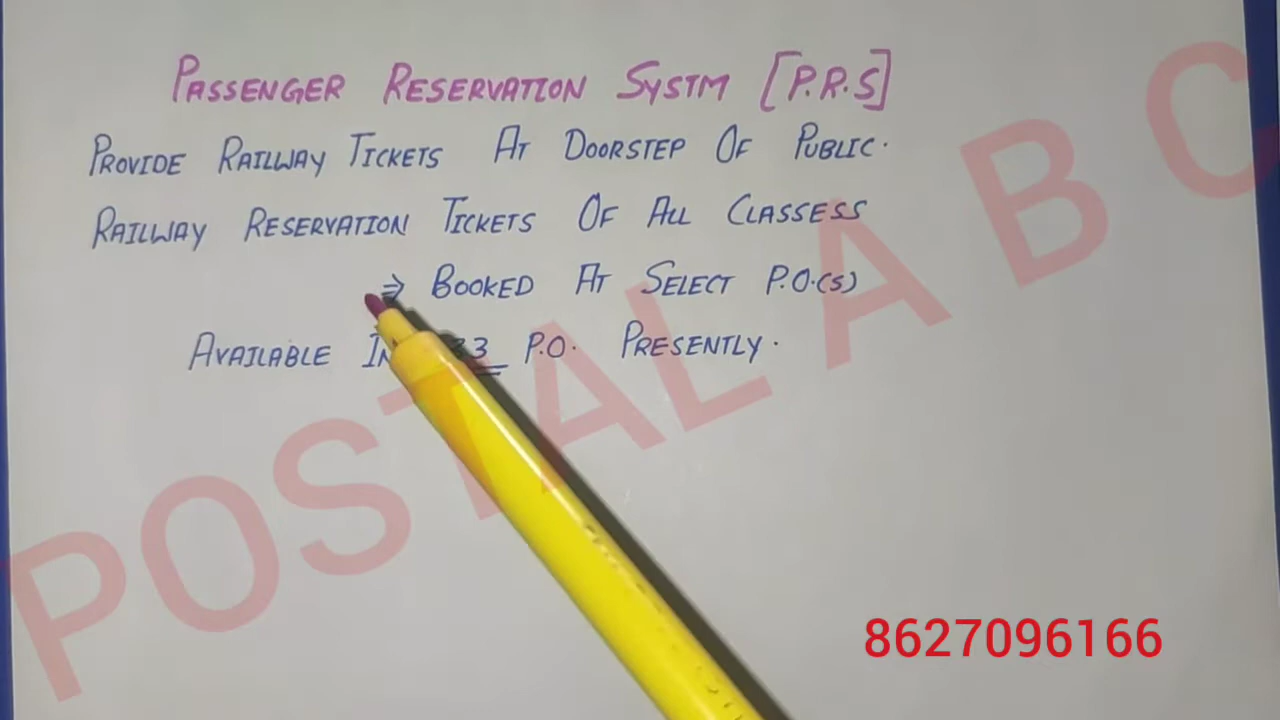 PASSENGER RESERVATION SYSTM [P.R.S]
PROVIDE RAILWAY TICKETS AT DOORSTEP OF PUBLIC.
RAILWAY RESERVATION TICKETS OF ALL CLASSESS
⇒ BOOKED AT SELECT P.O.(S)
AVAILABLE IN P.O. PRESENTLY.
POSTAL A B C
8627096166